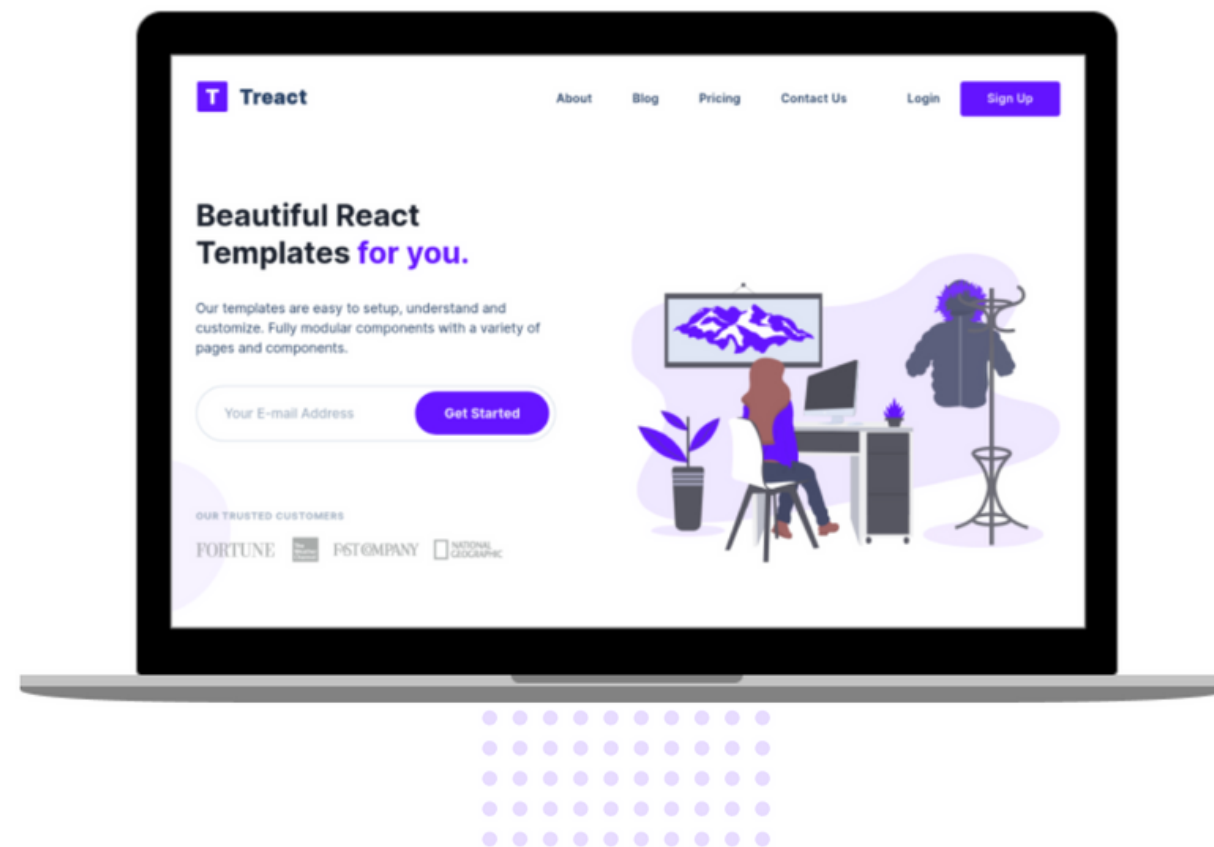 T Treact
About Blog Pricing Contact Us Login Sign Up
Beautiful React
Templates for you.
Our templates are easy to setup, understand and
customize. Fully modular components with a variety of
pages and components.
Your E-mail Address Get Started
OUR TRUSTED CUSTOMERS
FORTUNE
FAST COMPANY
NATIONAL
GEOGRAPHIC